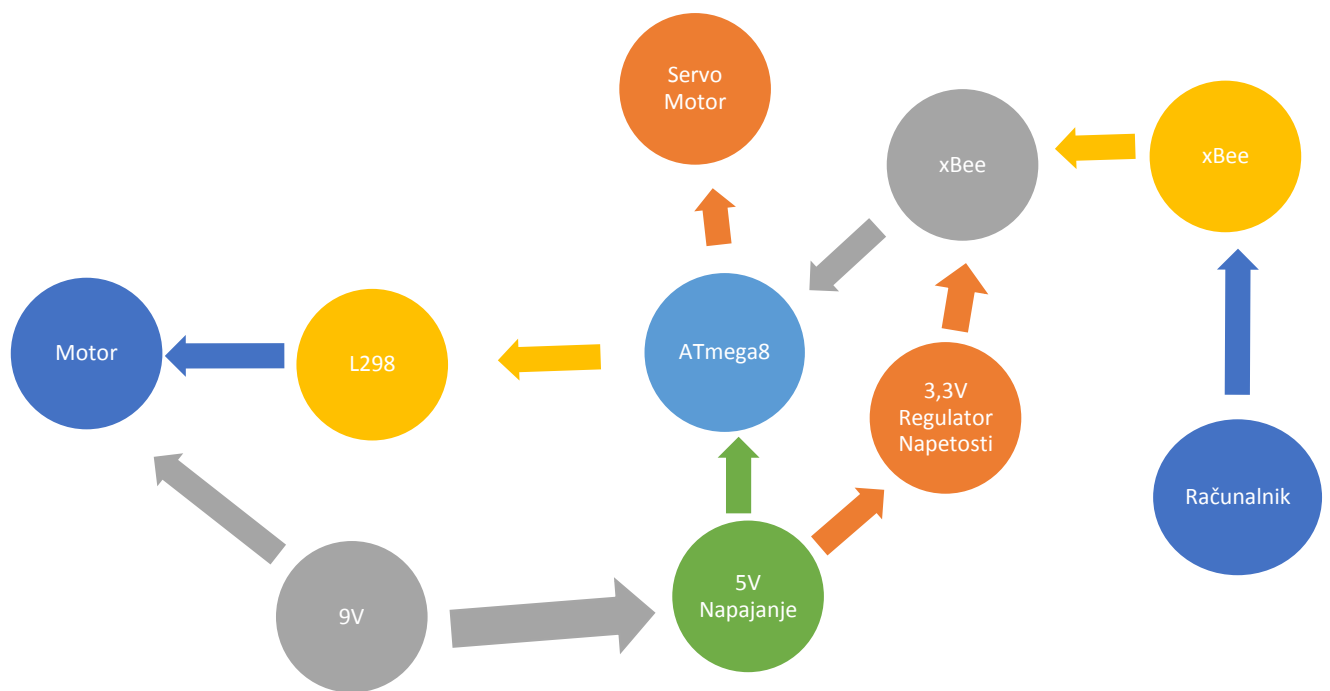 Servo
Motor
xBee
xBee
Motor
L298
ATmega8
3,3V
Regulator
Napetosti
Računalnik
9V
5V
Napajanje